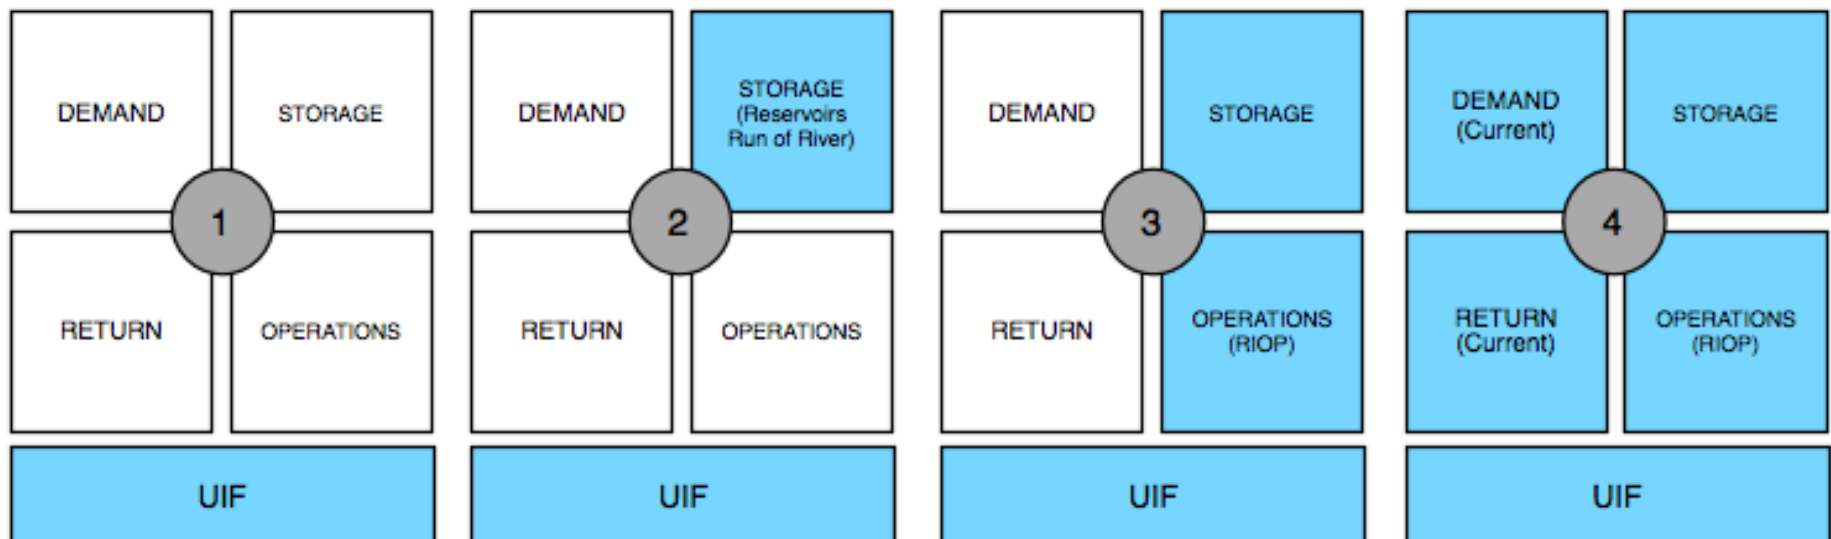 DEMAND
STORAGE
1
RETURN
OPERATIONS
UIF
DEMAND
STORAGE
(Reservoirs
Run of River)
2
RETURN
OPERATIONS
UIF
DEMAND
STORAGE
3
RETURN
OPERATIONS
(RIOP)
UIF
DEMAND
(Current)
STORAGE
4
RETURN
(Current)
OPERATIONS
(RIOP)
UIF